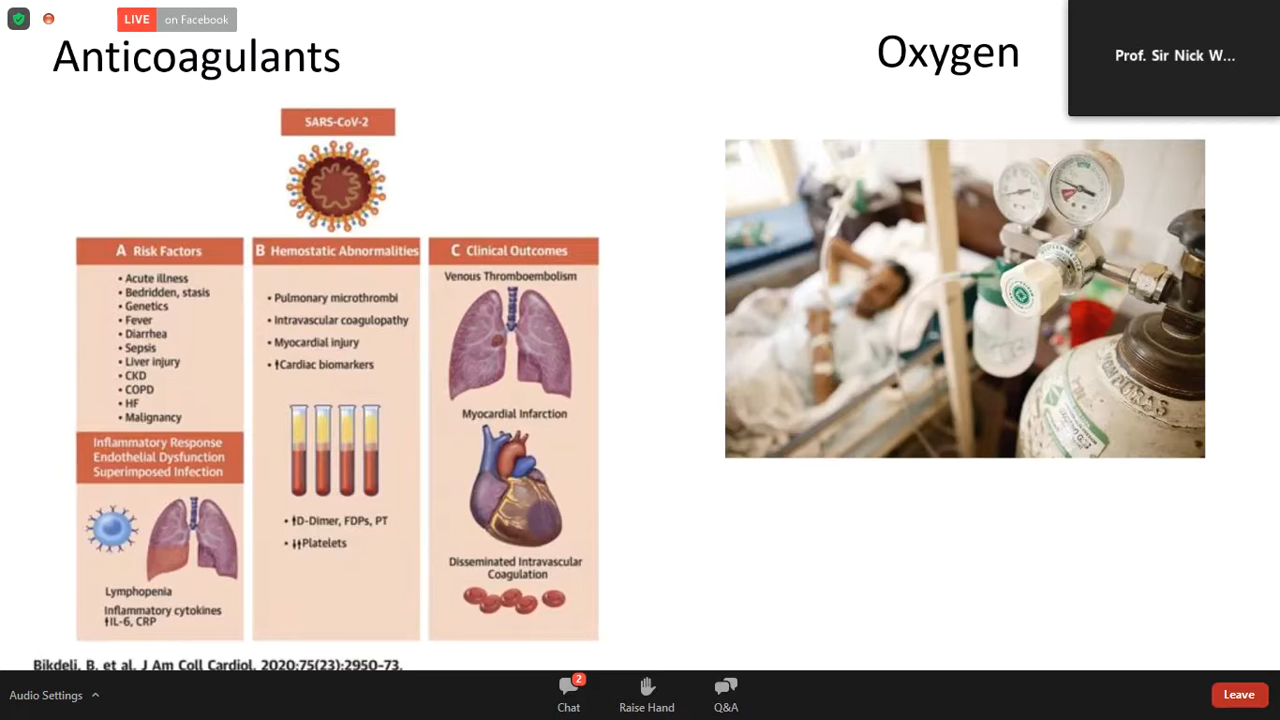 LIVE on Facebook
Anticoagulants
Oxygen
Prof. Sir Nick W...
SARS-CoV-2
A Risk Factors
• Acute illness
• Bedridden, stasis
• Genetics
• Fever
• Diarrhea
• Sepsis
• Liver injury
• CKD
• COPD
• HF
• Malignancy
Inflammatory Response
Endothelial Dysfunction
Superimposed Infection
Lymphopenia
Inflammatory cytokines
↑IL-6, CRP
B Hemostatic Abnormalities
• Pulmonary microthrombi
• Intravascular coagulopathy
• Myocardial injury
• ↑Cardiac biomarkers
• ↑D-Dimer, FDPs, PT
• ↓↑Platelets
C Clinical Outcomes
Venous Thromboembolism
Myocardial Infarction
Disseminated Intravascular
Coagulation
Bikdeli, B. et al. J Am Coll Cardiol. 2020;75(23):2950-73.
Audio Settings
2
Chat
Raise Hand
Q&A
Leave